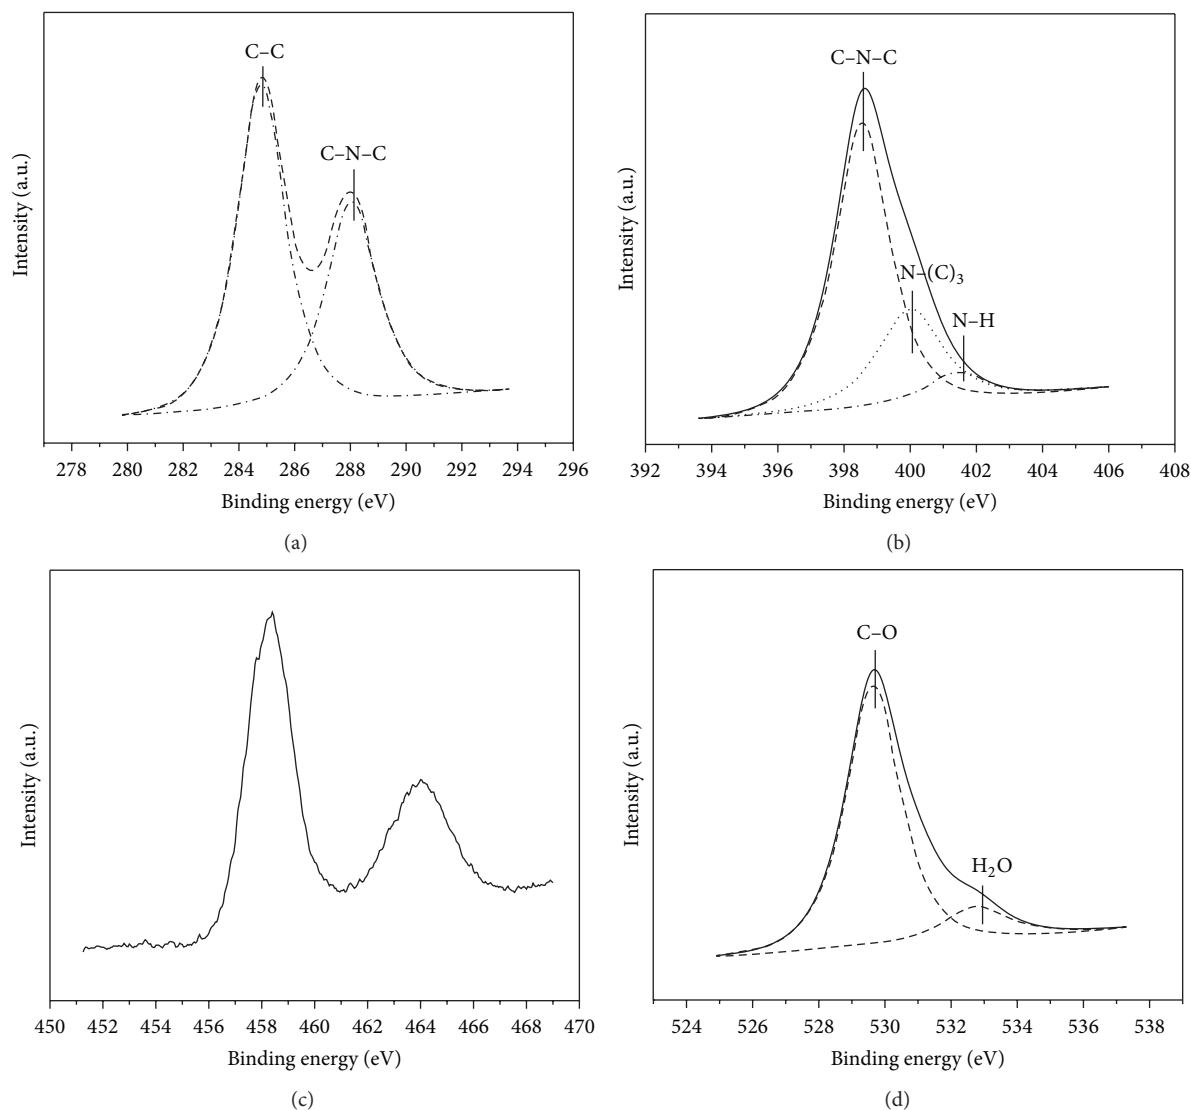 C–C
C–N–C
Intensity (a.u.)
278 280 282 284 286 288 290 292 294 296
Binding energy (eV)
(a)
C–N–C
N–(C)₃
N–H
Intensity (a.u.)
392 394 396 398 400 402 404 406 408
Binding energy (eV)
(b)
Intensity (a.u.)
450 452 454 456 458 460 462 464 466 468 470
Binding energy (eV)
(c)
C–O
H₂O
Intensity (a.u.)
524 526 528 530 532 534 536 538
Binding energy (eV)
(d)